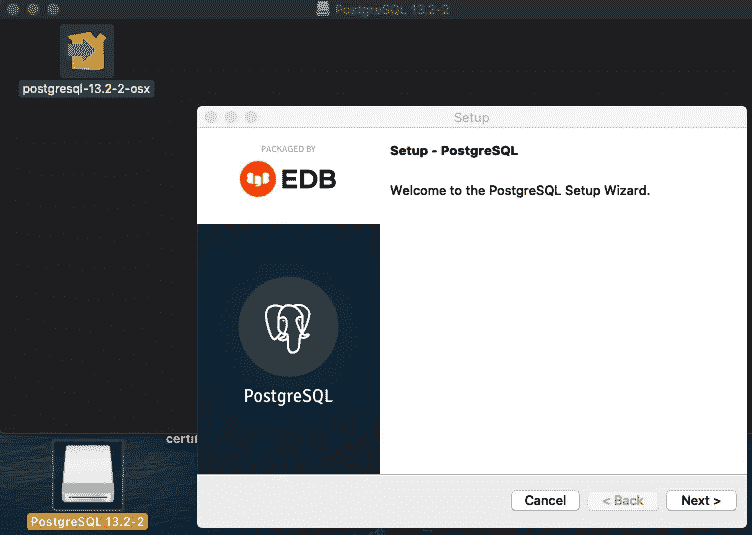 PostgreSQL 13.2-2
postgresql-13.2-2-osx
Setup
PACKAGED BY
EDB
Setup - PostgreSQL
Welcome to the PostgreSQL Setup Wizard.
PostgreSQL
certif
PostgreSQL 13.2-2
Cancel
< Back
Next >